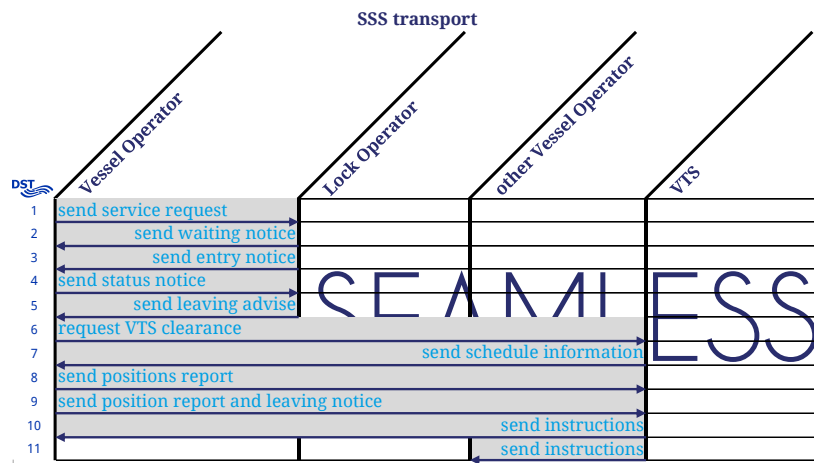 SSS transport
Vessel Operator
Lock Operator
other Vessel Operator
VTS
DST
1 send service request
2 send waiting notice
3 send entry notice
4 send status notice
5 send leaving advise
SEAMLESS
6 request VTS clearance
7 send schedule information
8 send positions report
9 send position report and leaving notice
10 send instructions
11 send instructions